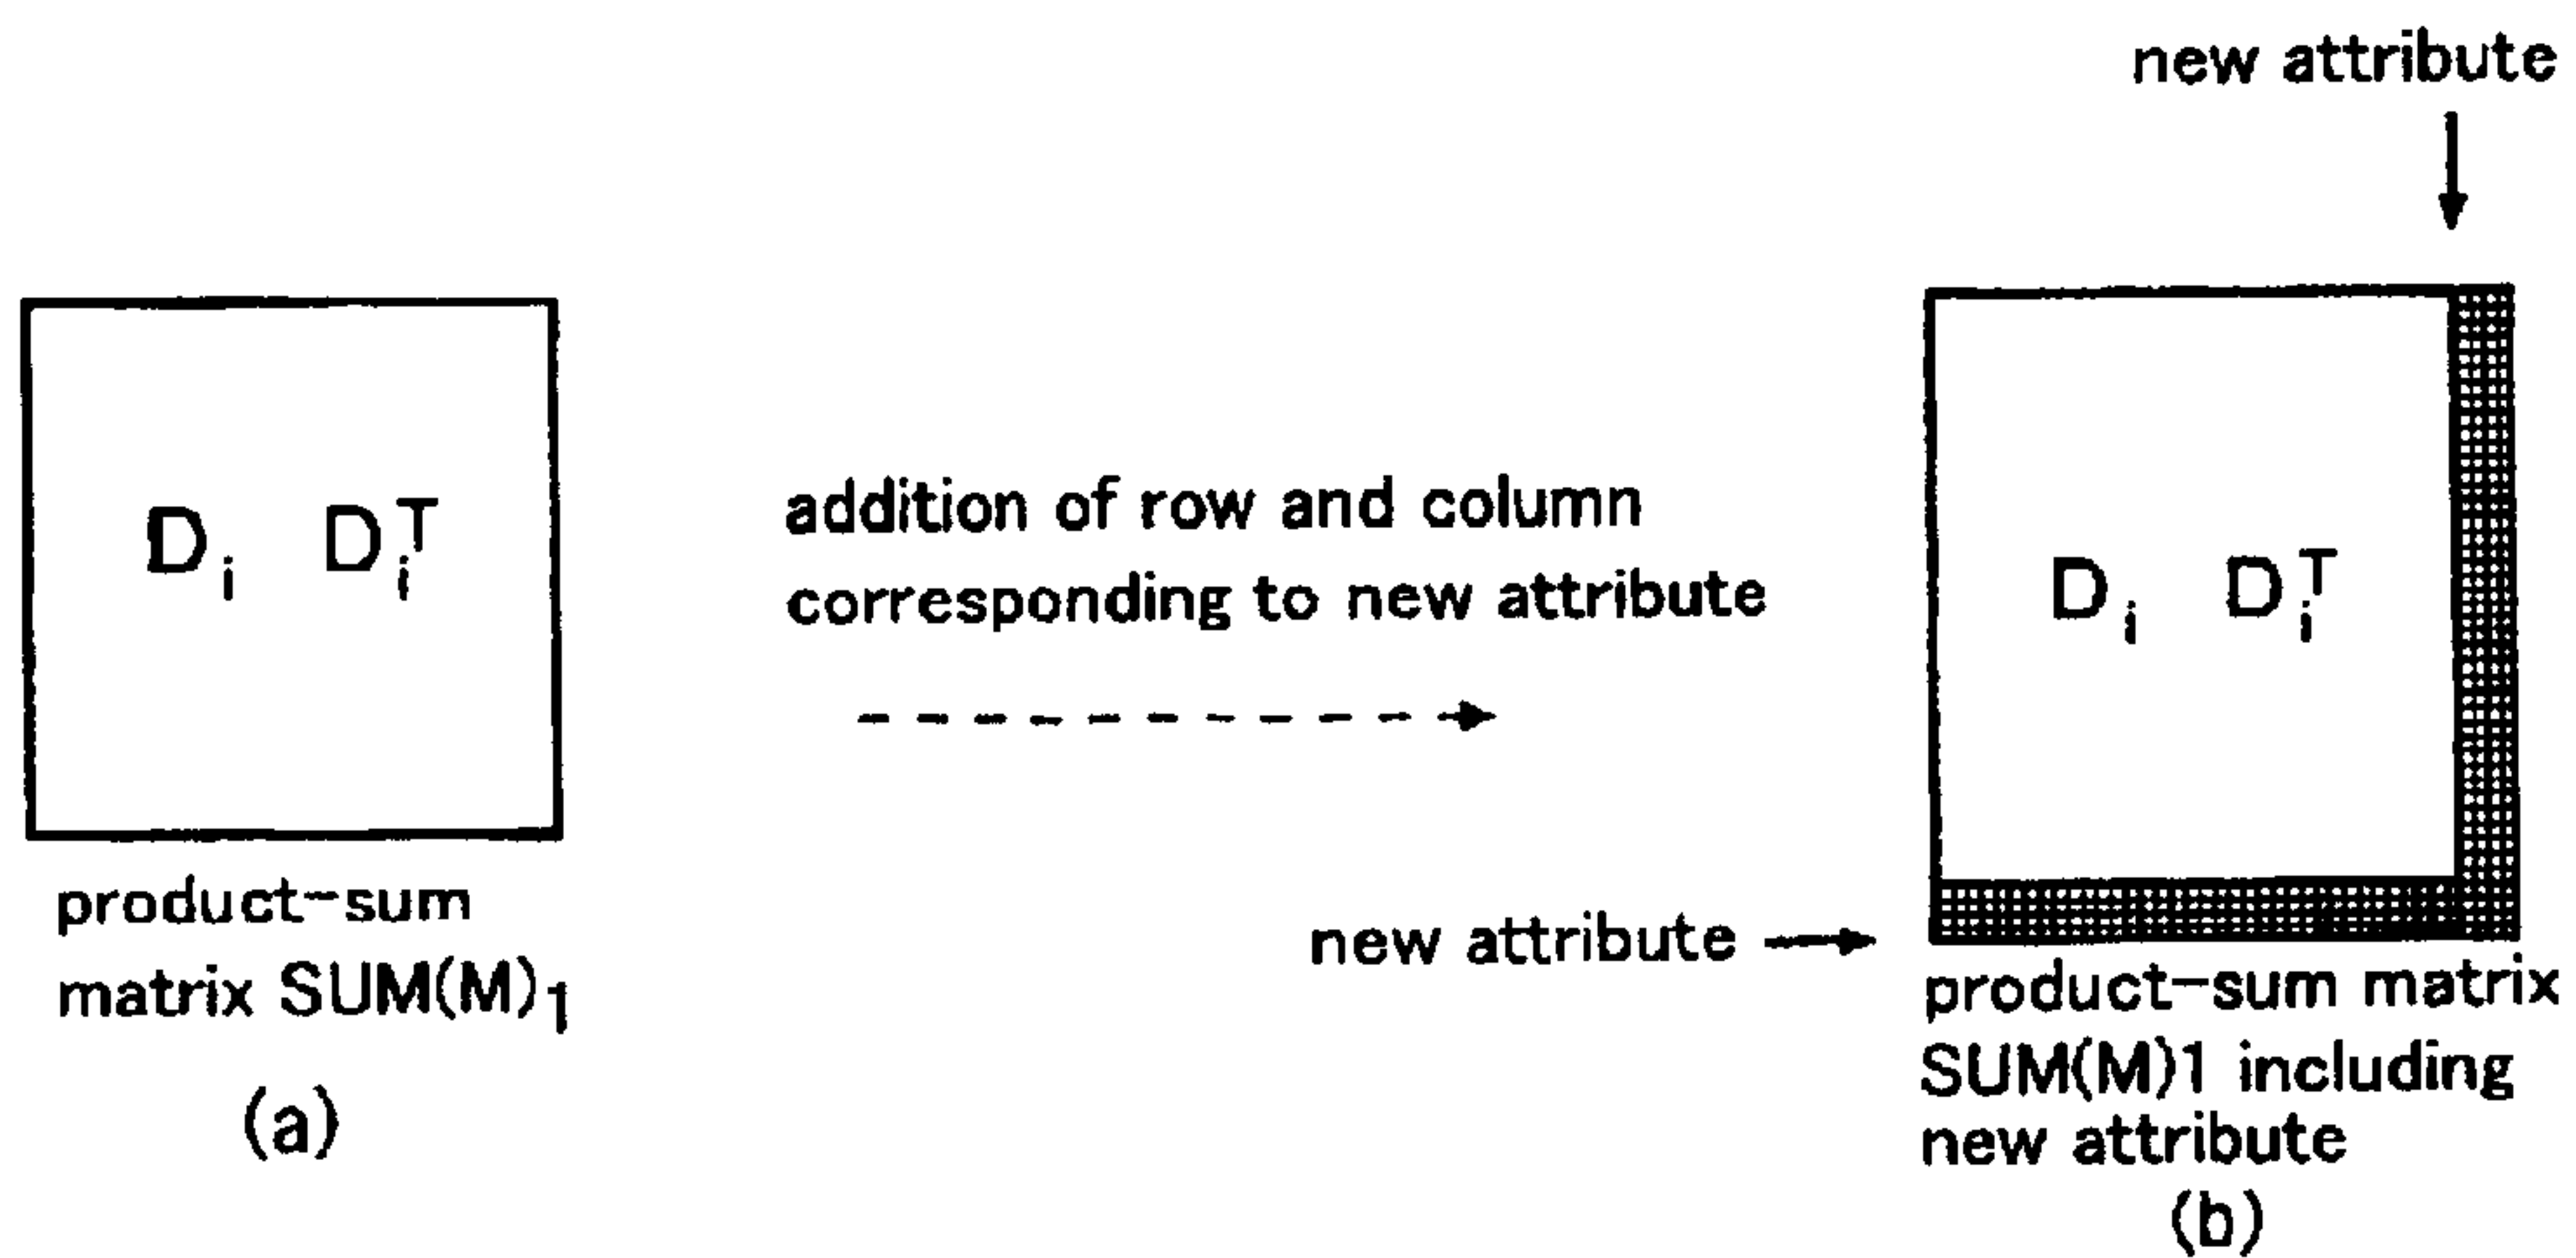 new attribute
D_i D_i^T
addition of row and column
corresponding to new attribute
D_i D_i^T
product-sum
matrix SUM(M)_1
(a)
new attribute
product-sum matrix
SUM(M)1 including
new attribute
(b)